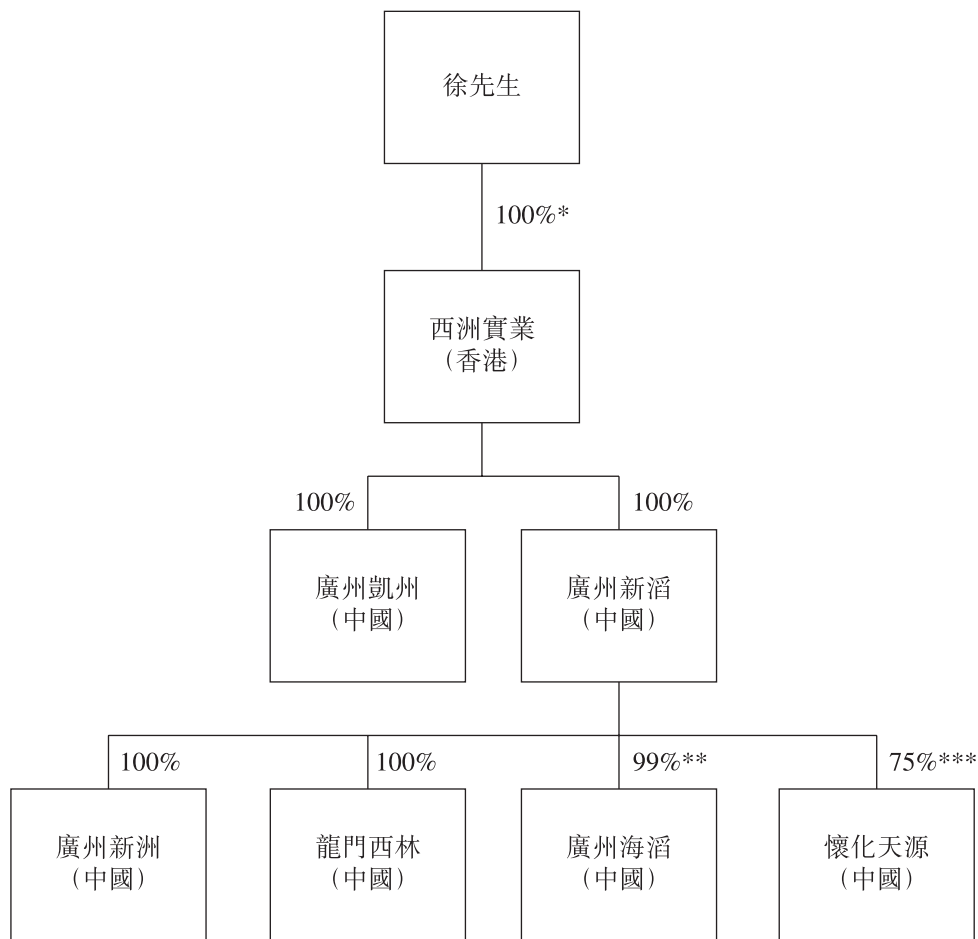 徐先生
100%*
西洲實業
（香港）
100%
100%
廣州凱州
（中國）
廣州新滔
（中國）
100%
100%
99%**
75%***
廣州新洲
（中國）
龍門西林
（中國）
廣州海滔
（中國）
懷化天源
（中國）